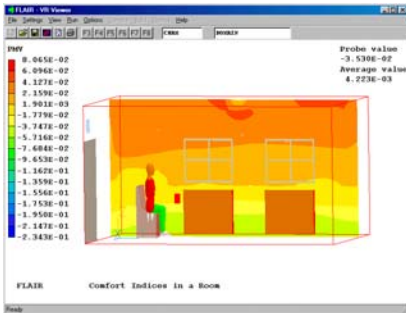 FLAIR - VR Viewer
File Settings View Run Options Help
F3 F4 F5 F6 F7 F8
PMV
8.065E-02
6.096E-02
4.127E-02
2.159E-02
1.901E-03
-1.779E-02
-3.747E-02
-5.716E-02
-7.684E-02
-9.653E-02
-1.162E-01
-1.359E-01
-1.556E-01
-1.753E-01
-1.950E-01
-2.147E-01
-2.343E-01
Probe value
-3.530E-02
Average value
4.223E-03
FLAIR Comfort Indices in a Room
Ready